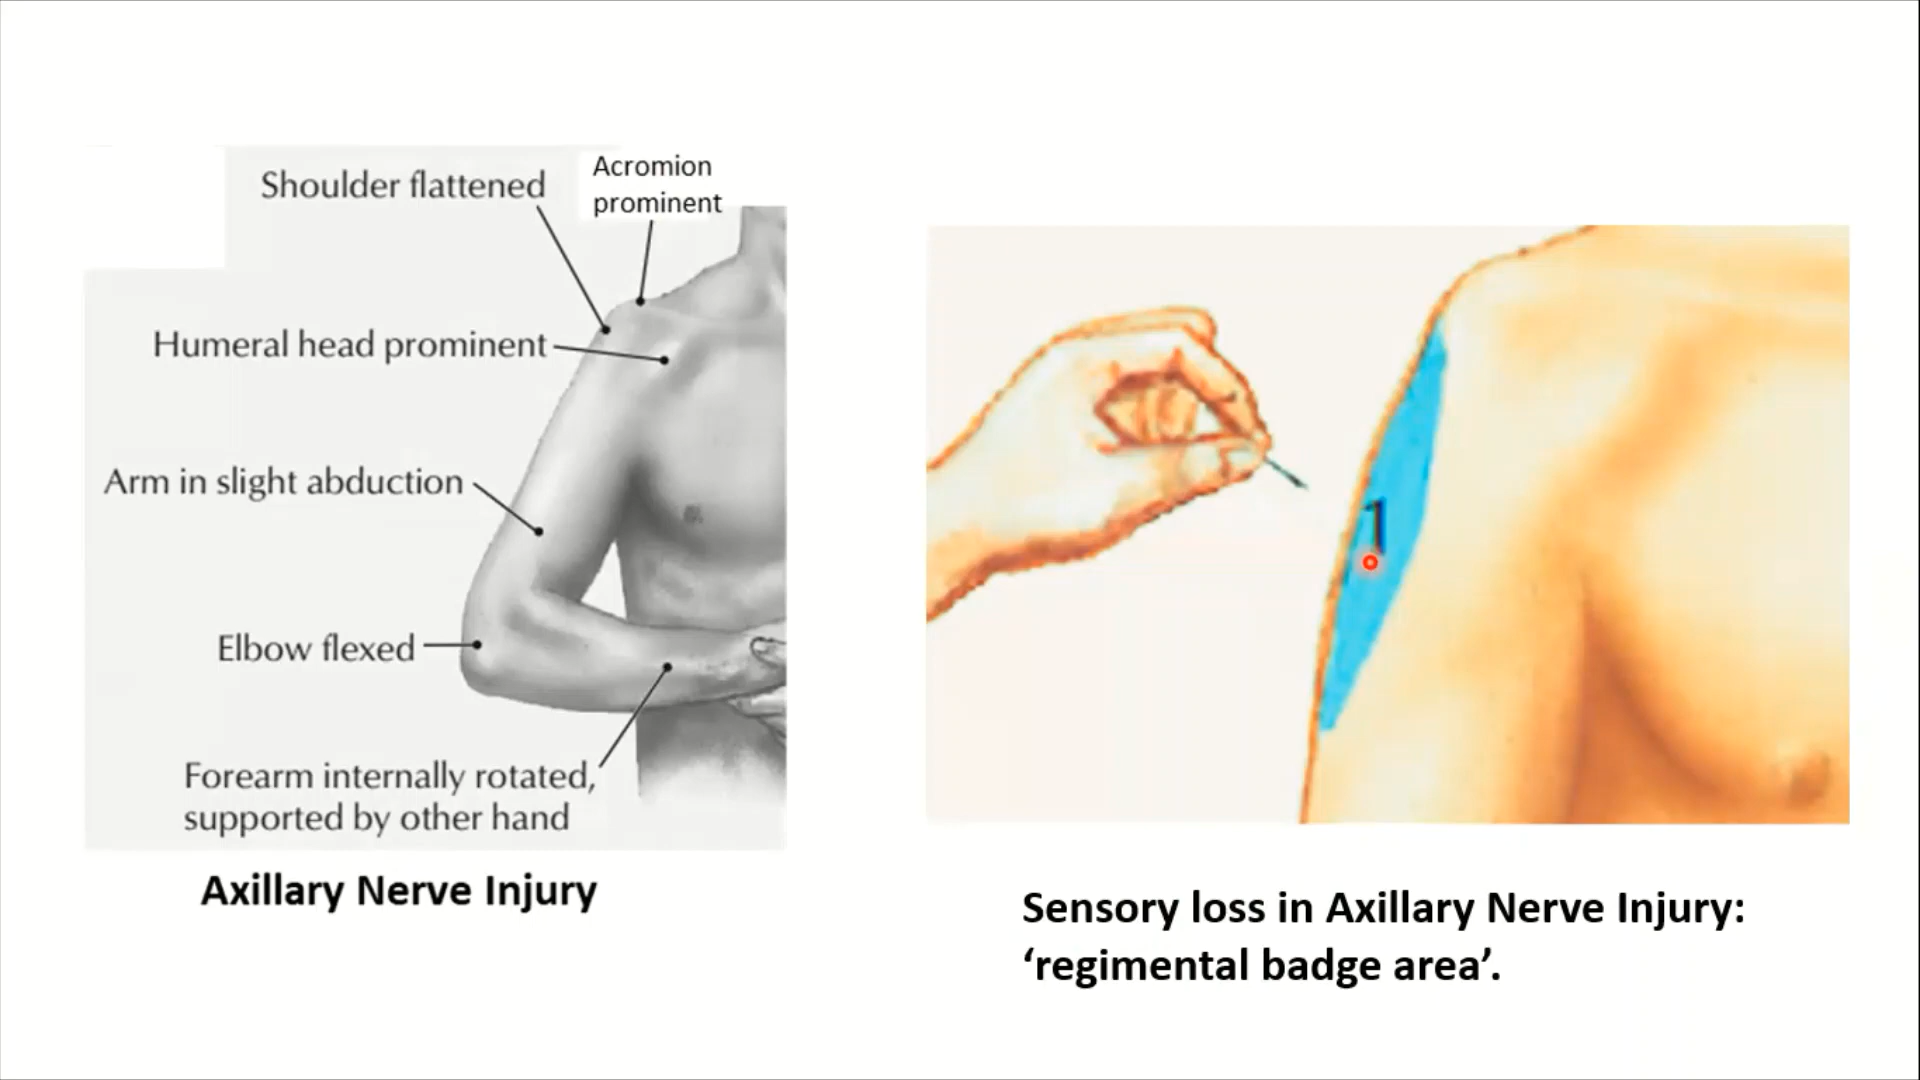 Shoulder flattened
Acromion
prominent
Humeral head prominent
Arm in slight abduction
Elbow flexed
Forearm internally rotated,
supported by other hand
Axillary Nerve Injury
1
Sensory loss in Axillary Nerve Injury:
‘regimental badge area’.